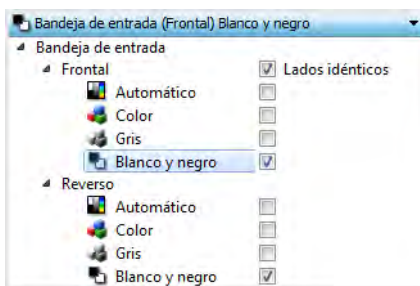 Bandeja de entrada (Frontal) Blanco y negro
Bandeja de entrada
Frontal Lados idénticos
Automático
Color
Gris
Blanco y negro
Reverso
Automático
Color
Gris
Blanco y negro